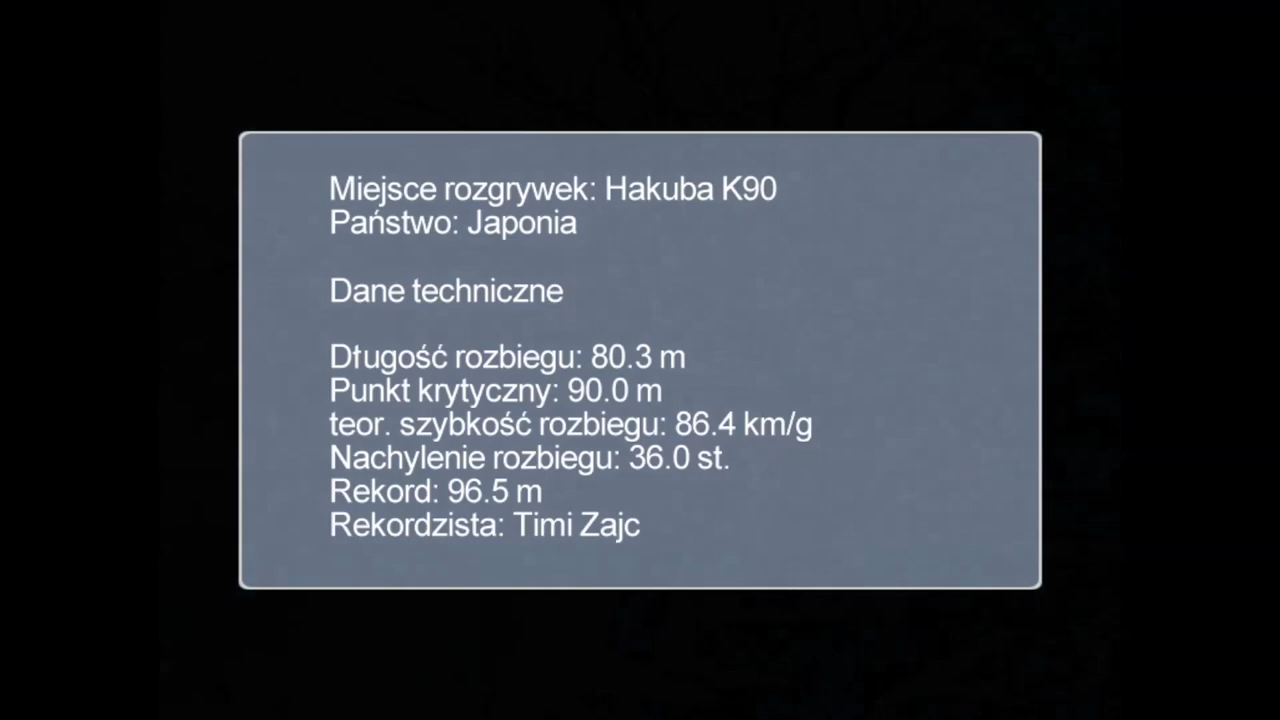 Miejsce rozgrywek: Hakuba K90
Państwo: Japonia
Dane techniczne
Długość rozbiegu: 80.3 m
Punkt krytyczny: 90.0 m
teor. szybkość rozbiegu: 86.4 km/g
Nachylenie rozbiegu: 36.0 st.
Rekord: 96.5 m
Rekordzista: Timi Zajc